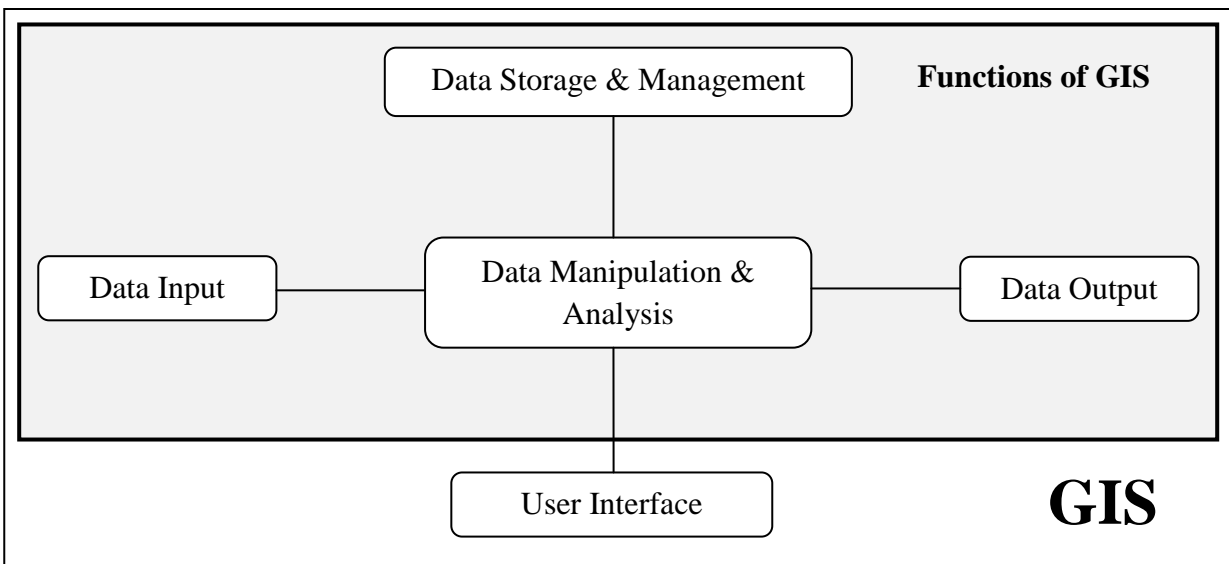 Data Storage & Management
Functions of GIS
Data Input
Data Manipulation &
Analysis
Data Output
User Interface
GIS